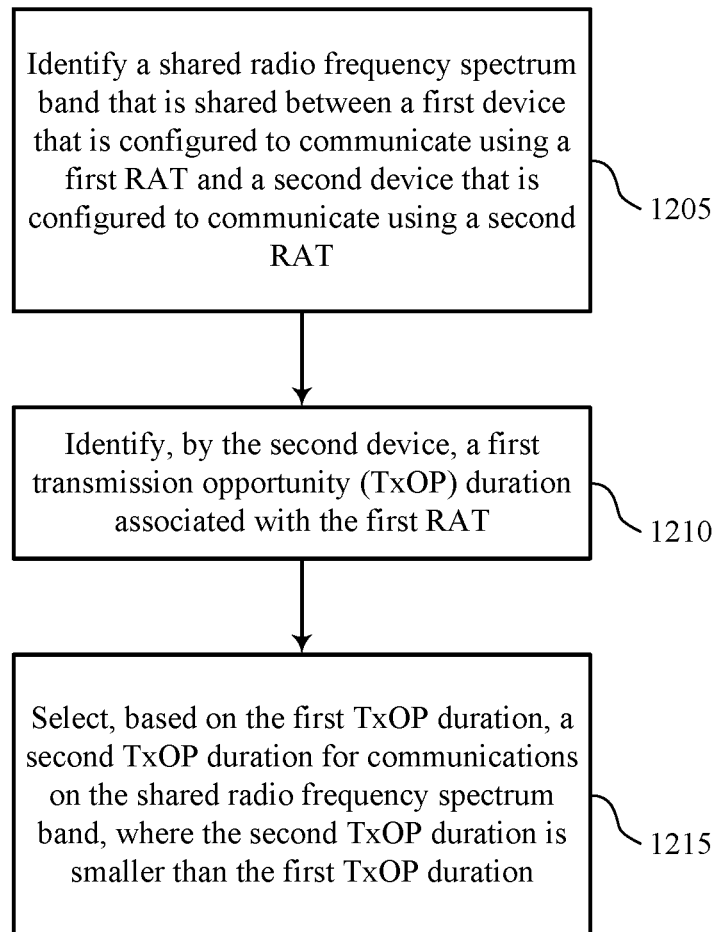 Identify a shared radio frequency spectrum
band that is shared between a first device
that is configured to communicate using a
first RAT and a second device that is
configured to communicate using a second
RAT
1205
Identify, by the second device, a first
transmission opportunity (TxOP) duration
associated with the first RAT
1210
Select, based on the first TxOP duration, a
second TxOP duration for communications
on the shared radio frequency spectrum
band, where the second TxOP duration is
smaller than the first TxOP duration
1215